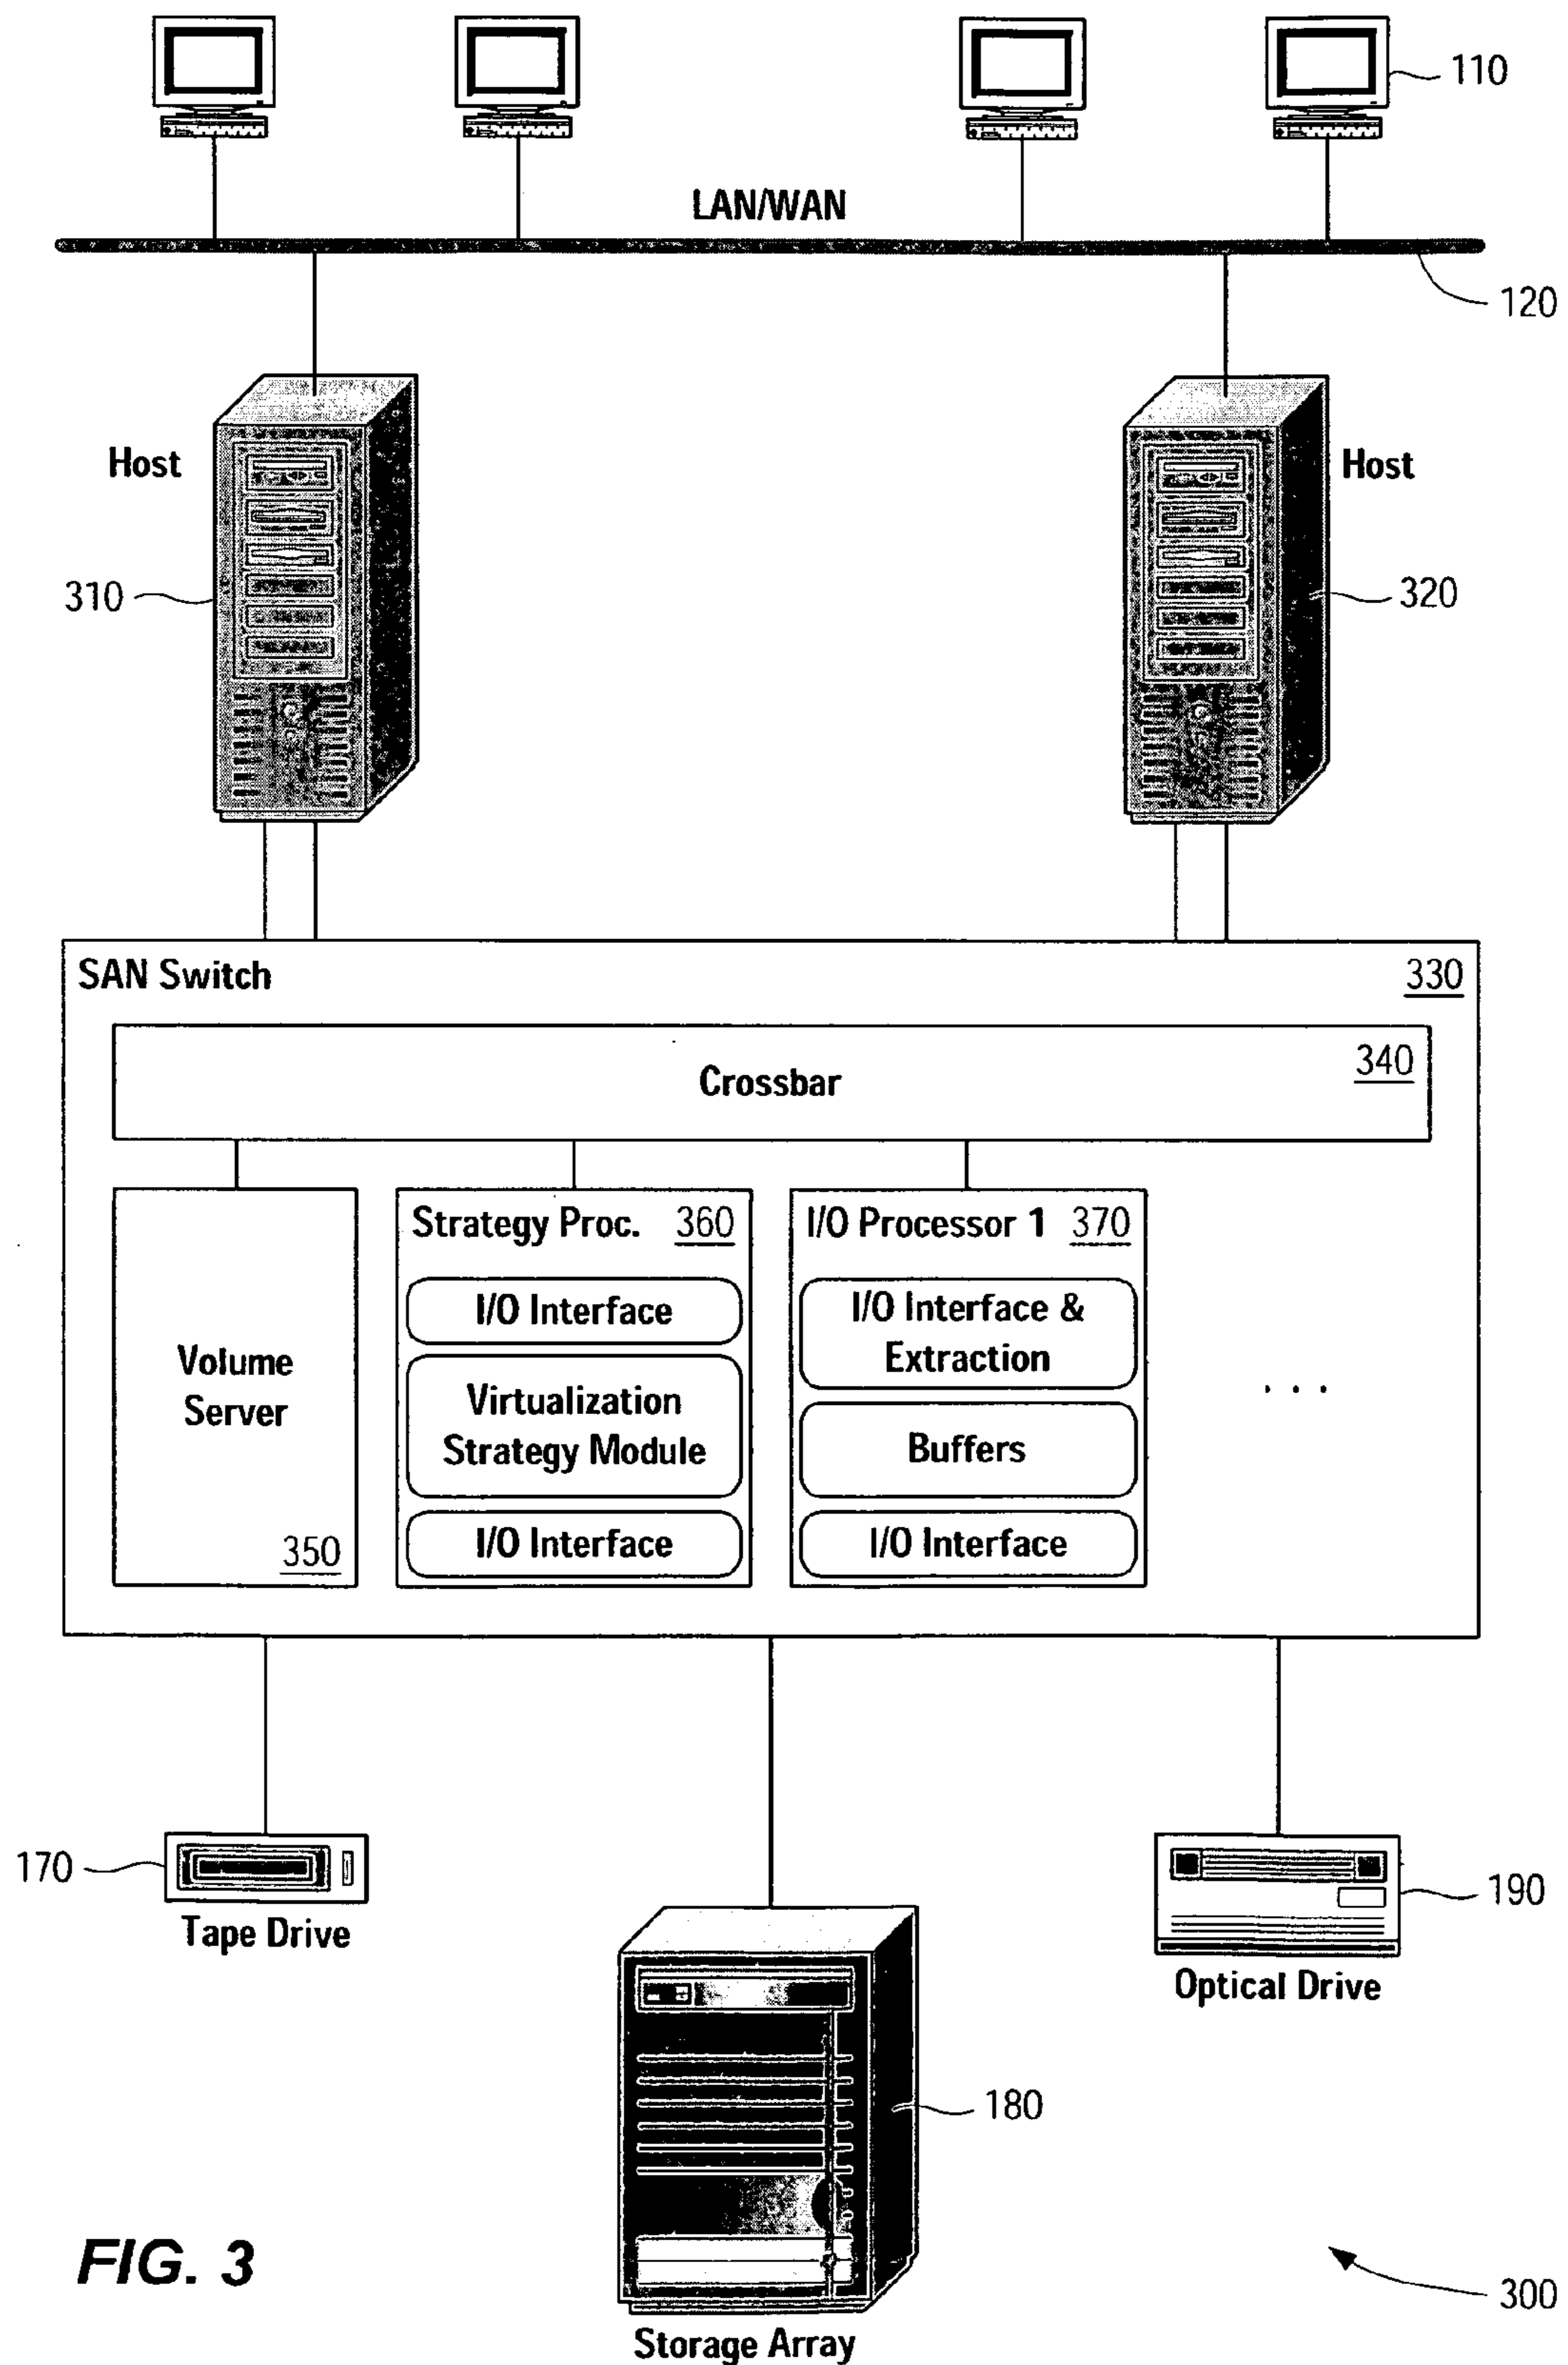 110
LAN/WAN
120
Host
Host
310
320
SAN Switch
330
340
Crossbar
Strategy Proc.
360
I/O Processor 1
370
I/O Interface
I/O Interface &
Extraction
Volume
Server
Virtualization
Strategy Module
. . .
Buffers
350
I/O Interface
I/O Interface
170
Tape Drive
190
Optical Drive
180
FIG. 3
300
Storage Array